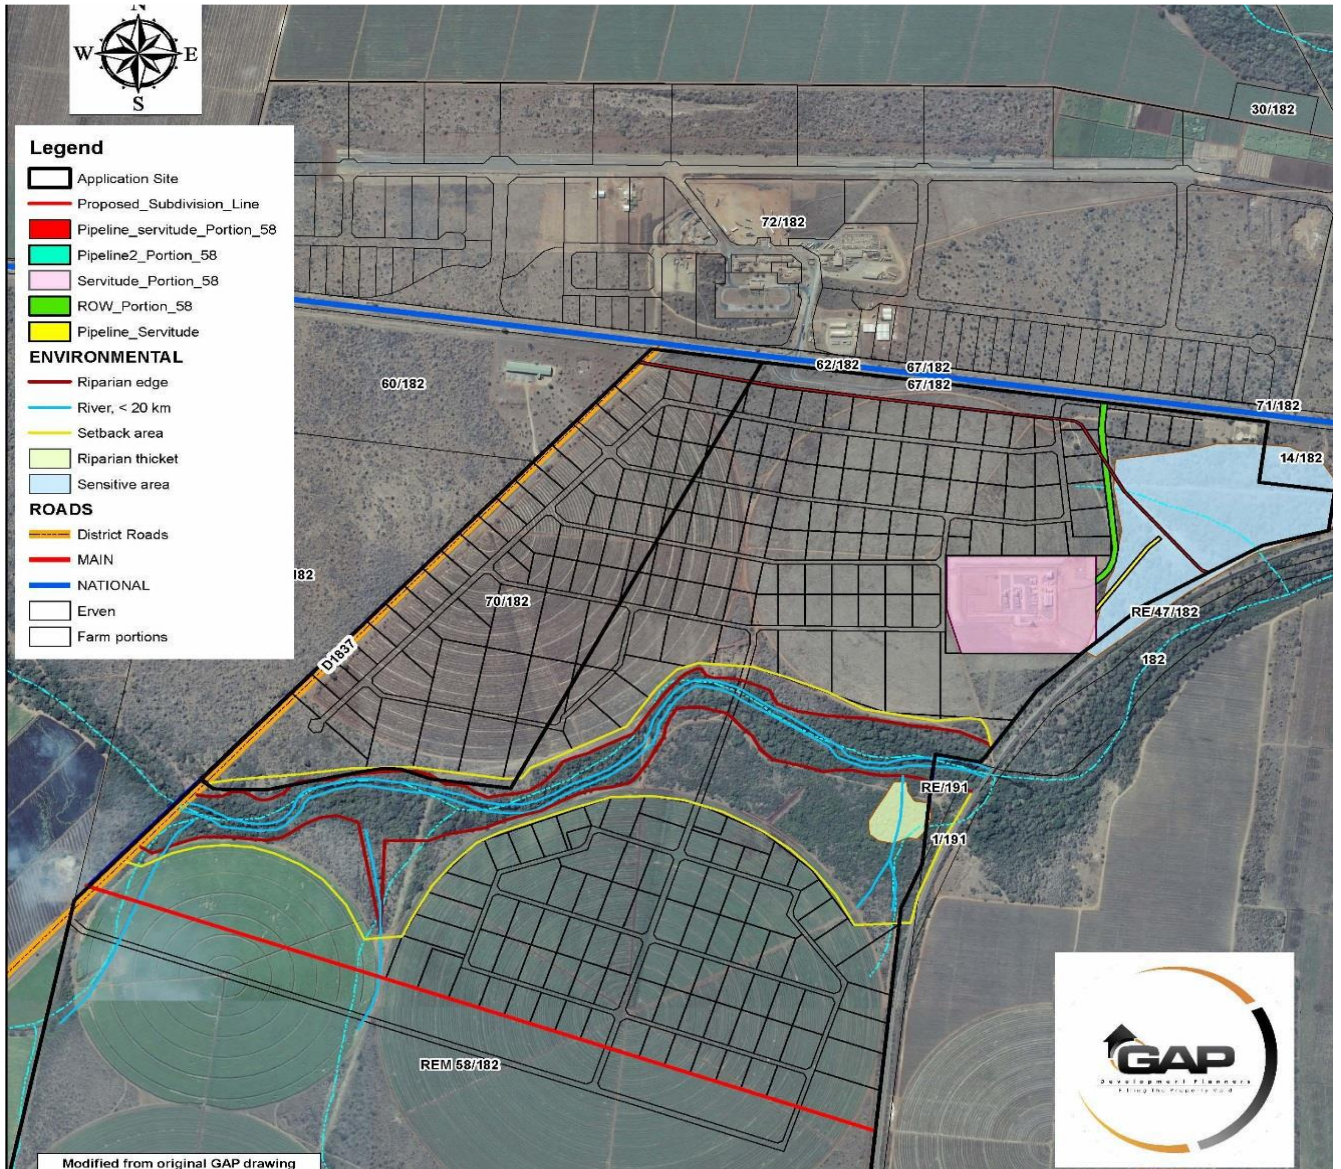 N
W E
S
Legend
Application Site
Proposed_Subdivision_Line
Pipeline_servitude_Portion_58
Pipeline2_Portion_58
Servitude_Portion_58
ROW_Portion_58
Pipeline_Servitude
ENVIRONMENTAL
Riparian edge
River, < 20 km
Setback area
Riparian thicket
Sensitive area
ROADS
District Roads
MAIN
NATIONAL
Erven
Farm portions
30/182
72/182
60/182
62/182
67/182
67/182
71/182
14/182
182
70/182
D1837
RE/47/182
182
RE/191
1/191
REM 58/182
GAP
Development Planners
Modified from original GAP drawing